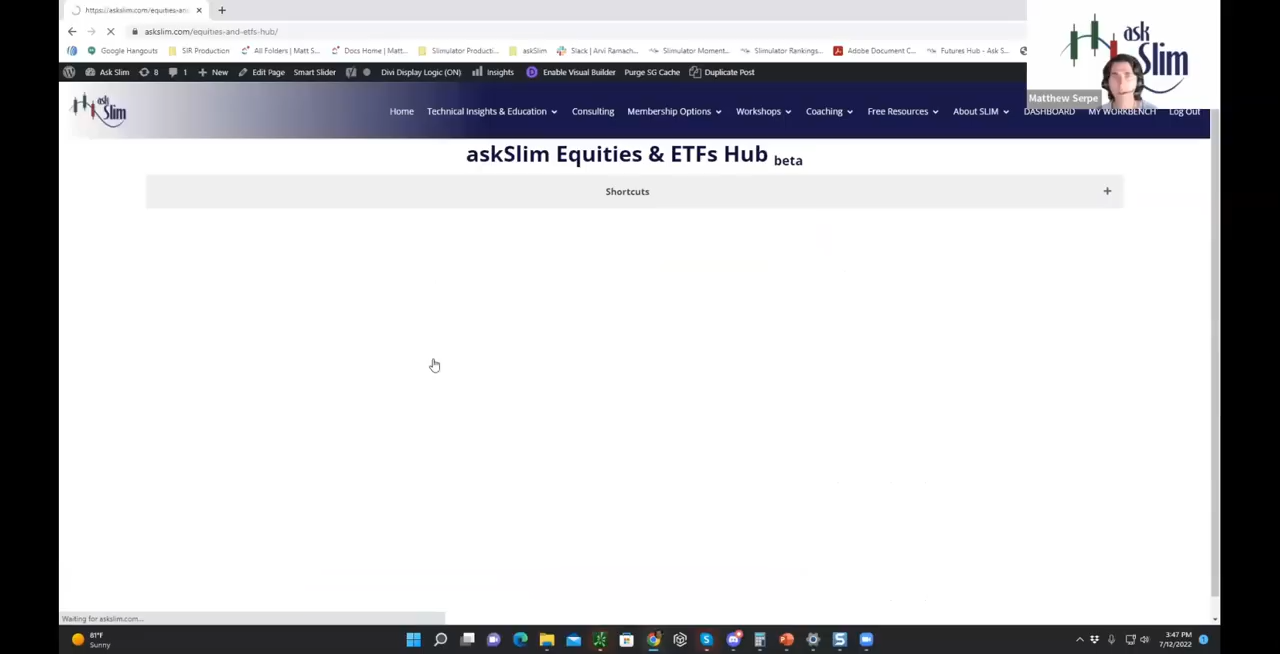 https://askslim.com/equities-an
askslim.com/equities-and-etfs-hub/
Google Hangouts SIR Production All Folders | Matt S... Docs Home | Matt... Slimulator Producti... askSlim Slack | Arvi Ramach... Slimulator Moment... Slimulator Rankings... Adobe Document C... Futures Hub - Ask S...
Ask Slim 8 1 New Edit Page Smart Slider Divi Display Logic (ON) Insights Enable Visual Builder Purge SG Cache Duplicate Post
ask
Slim
Matthew Serpe
ask
Slim
Home Technical Insights & Education Consulting Membership Options Workshops Coaching Free Resources About SLIM DASHBOARD MY WORKBENCH Log Out
askSlim Equities & ETFs Hub beta
Shortcuts +
Waiting for askslim.com...
81°F
Sunny
3:47 PM
7/12/2022